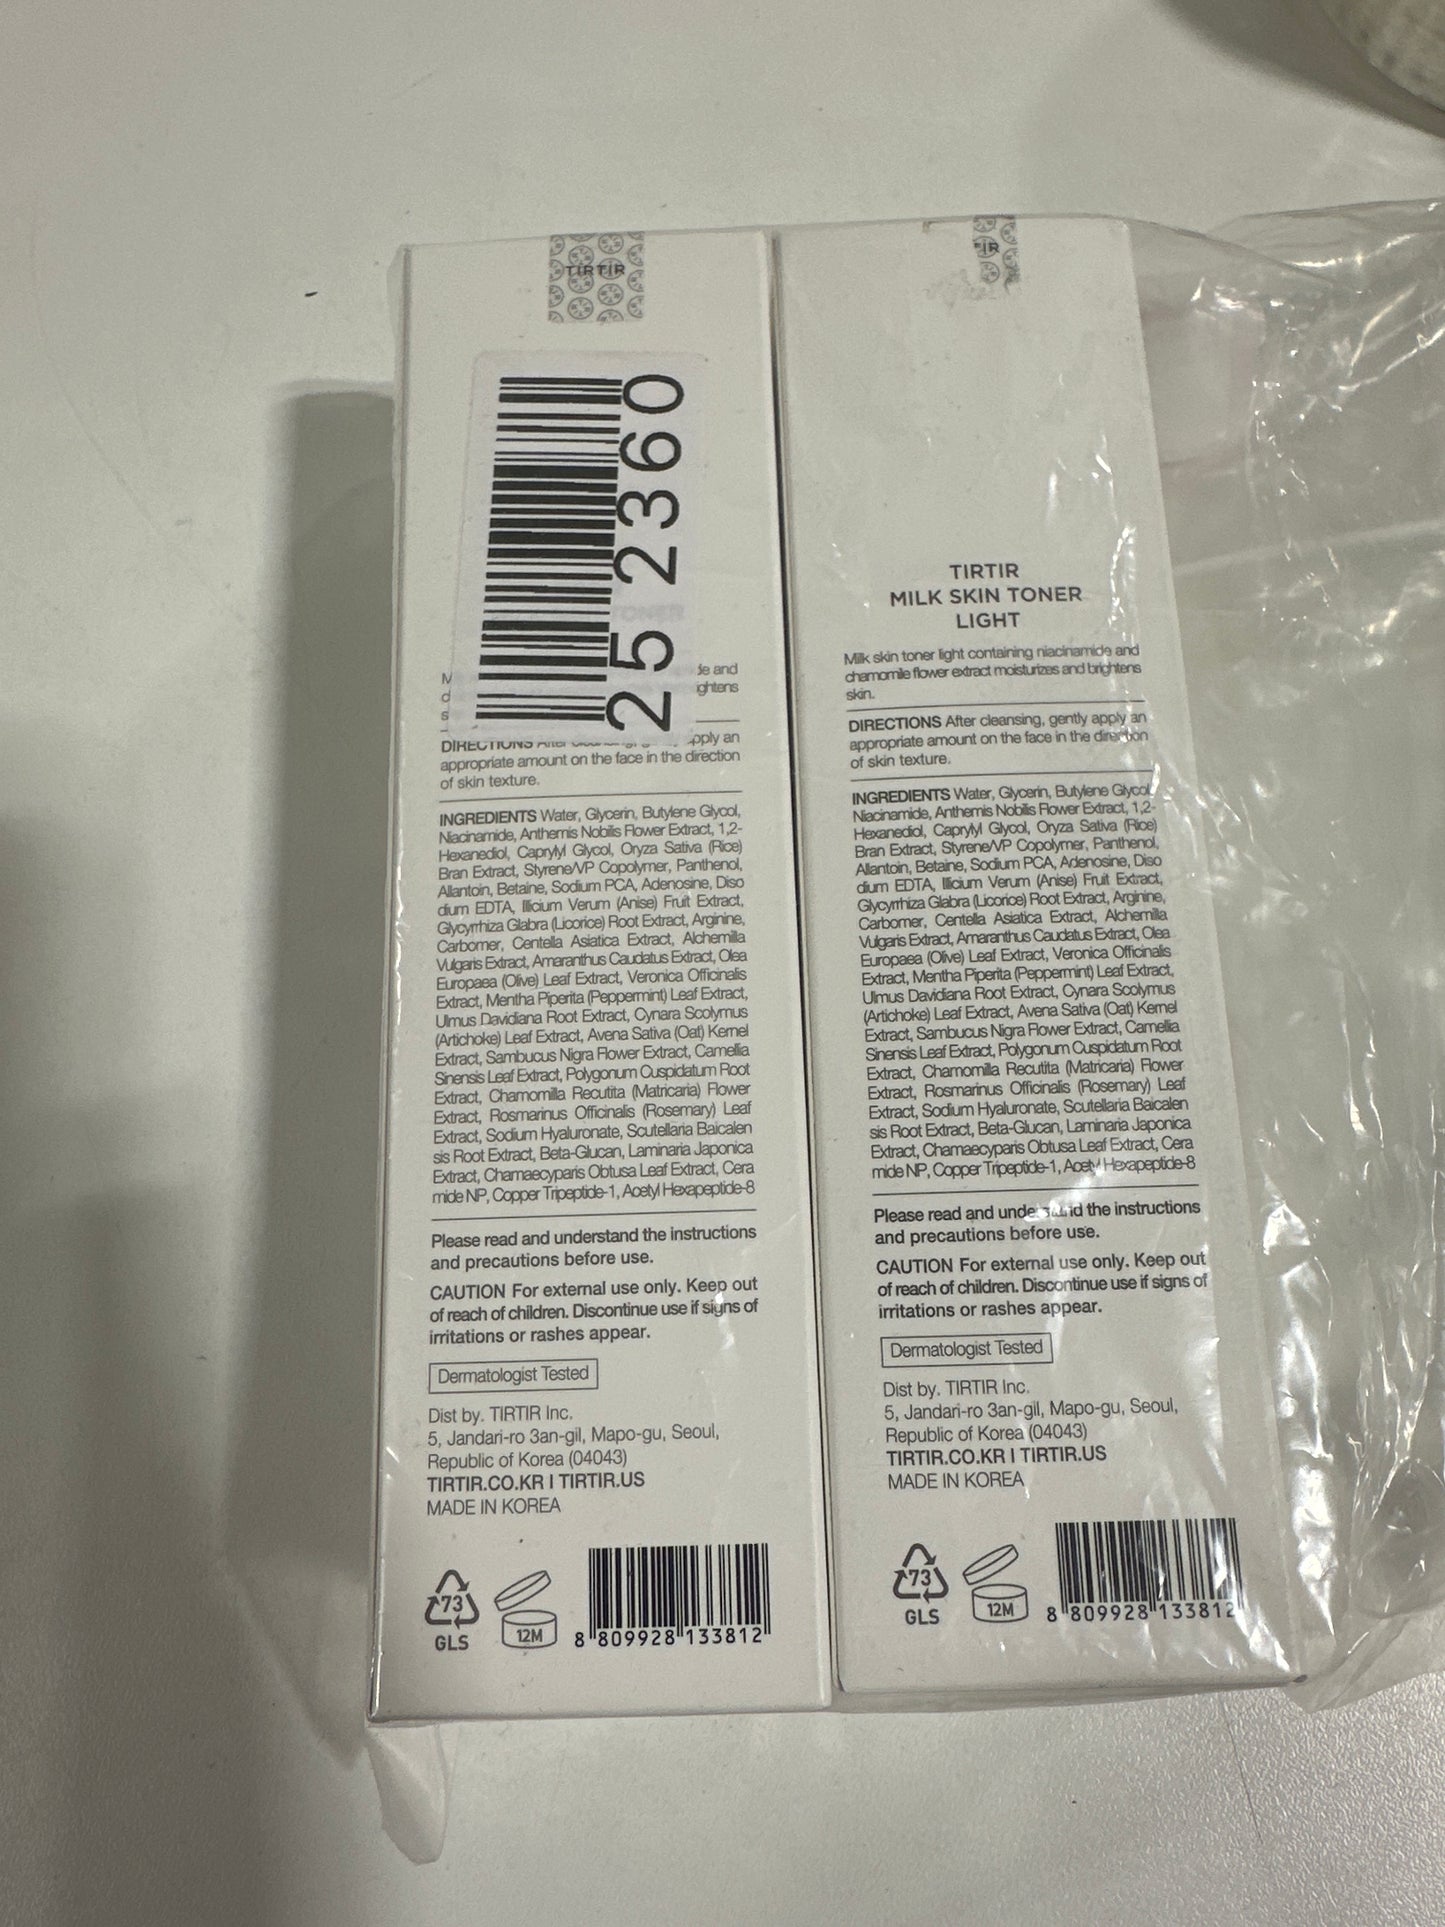 TIRTIR
25 2360
de and
ghtens
DIRECTIONS After cleansing, apply an
appropriate amount on the face in the direction
of skin texture.
INGREDIENTS Water, Glycerin, Butylene Glycol,
Niacinamide, Anthemis Nobilis Flower Extract, 1,2-
Hexanediol, Caprylyl Glycol, Oryza Sativa (Rice)
Bran Extract, Styrene/VP Copolymer, Panthenol,
Allantoin, Betaine, Sodium PCA, Adenosine, Diso
dium EDTA, Illicium Verum (Anise) Fruit Extract,
Glycyrrhiza Glabra (Licorice) Root Extract, Arginine,
Carbomer, Centella Asiatica Extract, Alchemilla
Vulgaris Extract, Amaranthus Caudatus Extract, Olea
Europaea (Olive) Leaf Extract, Veronica Officinalis
Extract, Mentha Piperita (Peppermint) Leaf Extract,
Ulmus Davidiana Root Extract, Cynara Scolymus
(Artichoke) Leaf Extract, Avena Sativa (Oat) Kernel
Extract, Sambucus Nigra Flower Extract, Camellia
Sinensis Leaf Extract, Polygonum Cuspidatum Root
Extract, Chamomilla Recutita (Matricaria) Flower
Extract, Rosmarinus Officinalis (Rosemary) Leaf
Extract, Sodium Hyaluronate, Scutellaria Baicalen
sis Root Extract, Beta-Glucan, Laminaria Japonica
Extract, Chamaecyparis Obtusa Leaf Extract, Cera
mide NP, Copper Tripeptide-1, Acetyl Hexapeptide-8
Please read and understand the instructions
and precautions before use.
CAUTION For external use only. Keep out
of reach of children. Discontinue use if signs of
irritations or rashes appear.
Dermatologist Tested
Dist by. TIRTIR Inc.
5, Jandari-ro 3an-gil, Mapo-gu, Seoul,
Republic of Korea (04043)
TIRTIR.CO.KR I TIRTIR.US
MADE IN KOREA
73
GLS
12M
8 809928 133812
TIR
TIRTIR
MILK SKIN TONER
LIGHT
Milk skin toner light containing niacinamide and
chamomile flower extract moisturizes and brightens
skin.
DIRECTIONS After cleansing, gently apply an
appropriate amount on the face in the direction
of skin texture.
INGREDIENTS Water, Glycerin, Butylene Glycol,
Niacinamide, Anthemis Nobilis Flower Extract, 1,2-
Hexanediol, Caprylyl Glycol, Oryza Sativa (Rice)
Bran Extract, Styrene/VP Copolymer, Panthenol,
Allantoin, Betaine, Sodium PCA, Adenosine, Diso
dium EDTA, Illicium Verum (Anise) Fruit Extract,
Glycyrrhiza Glabra (Licorice) Root Extract, Arginine,
Carbomer, Centella Asiatica Extract, Alchemilla
Vulgaris Extract, Amaranthus Caudatus Extract, Olea
Europaea (Olive) Leaf Extract, Veronica Officinalis
Extract, Mentha Piperita (Peppermint) Leaf Extract,
Ulmus Davidiana Root Extract, Cynara Scolymus
(Artichoke) Leaf Extract, Avena Sativa (Oat) Kernel
Extract, Sambucus Nigra Flower Extract, Camellia
Sinensis Leaf Extract, Polygonum Cuspidatum Root
Extract, Chamomilla Recutita (Matricaria) Flower
Extract, Rosmarinus Officinalis (Rosemary) Leaf
Extract, Sodium Hyaluronate, Scutellaria Baicalen
sis Root Extract, Beta-Glucan, Laminaria Japonica
Extract, Chamaecyparis Obtusa Leaf Extract, Cera
mide NP, Copper Tripeptide-1, Acetyl Hexapeptide-8
Please read and understand the instructions
and precautions before use.
CAUTION For external use only. Keep out
of reach of children. Discontinue use if signs of
irritations or rashes appear.
Dermatologist Tested
Dist by. TIRTIR Inc.
5, Jandari-ro 3an-gil, Mapo-gu, Seoul,
Republic of Korea (04043)
TIRTIR.CO.KR I TIRTIR.US
MADE IN KOREA
73
GLS
12M
8 809928 133812